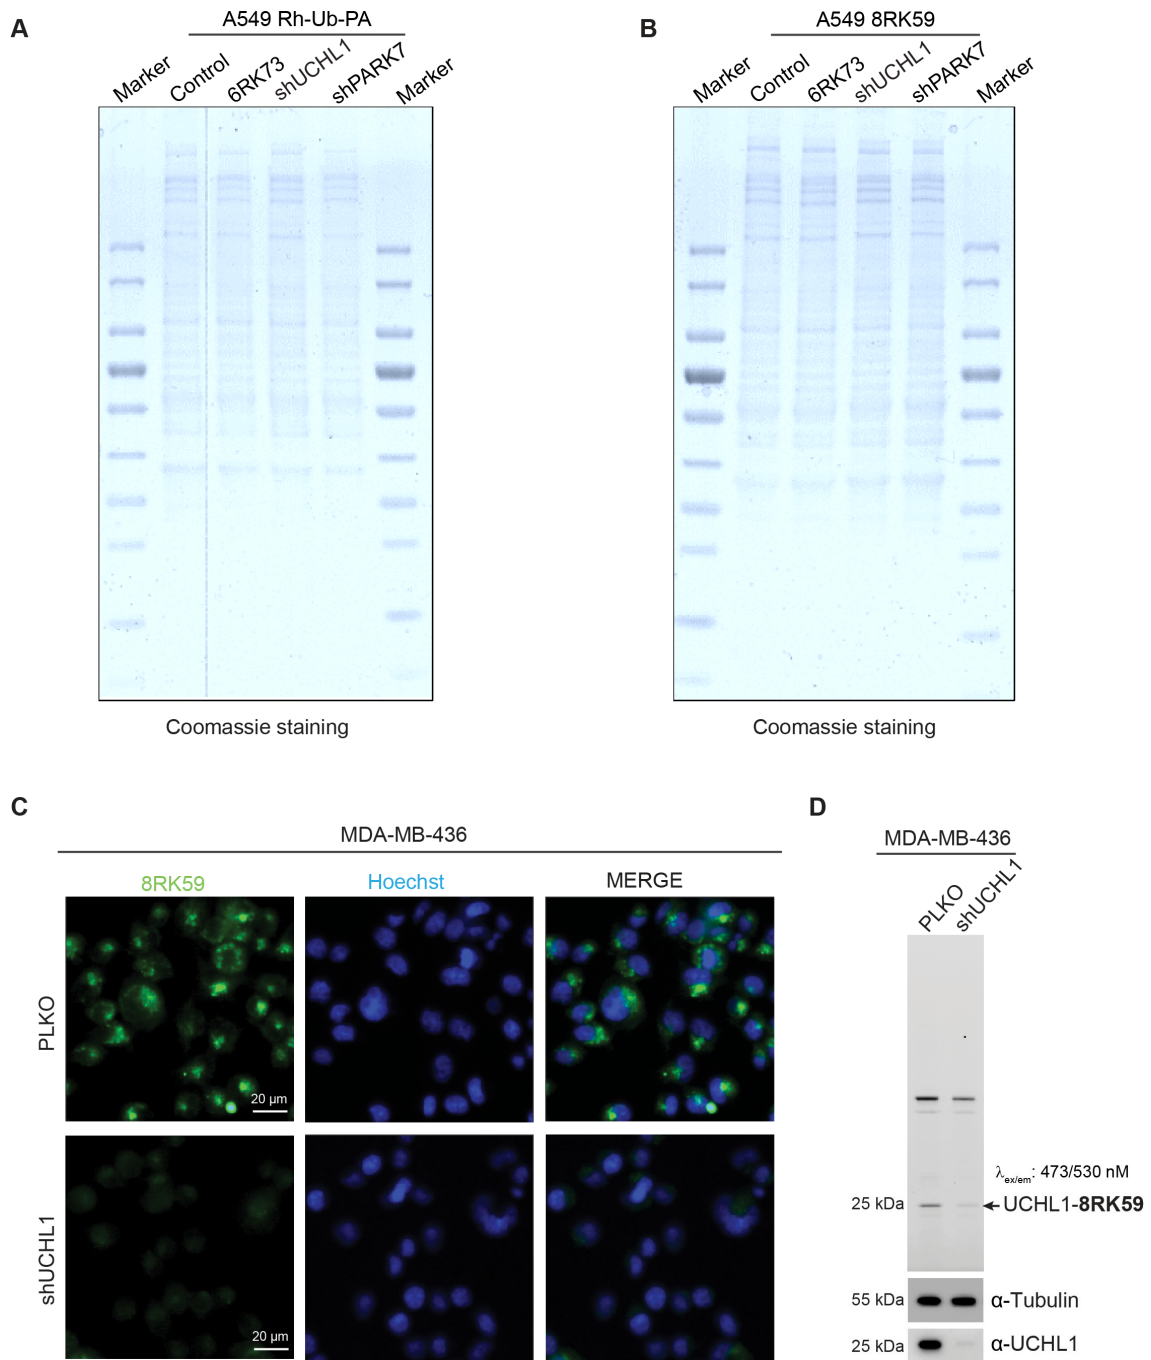 A
A549 Rh-Ub-PA
Marker
Control
6RK73
shUCHL1
shPARK7
Marker
Coomassie staining
B
A549 8RK59
Marker
Control
6RK73
shUCHL1
shPARK7
Marker
Coomassie staining
C
MDA-MB-436
8RK59
Hoechst
MERGE
PLKO
20 µm
shUCHL1
20 µm
D
MDA-MB-436
PLKO
shUCHL1
λex/em: 473/530 nM
25 kDa
UCHL1-8RK59
55 kDa
α-Tubulin
25 kDa
α-UCHL1